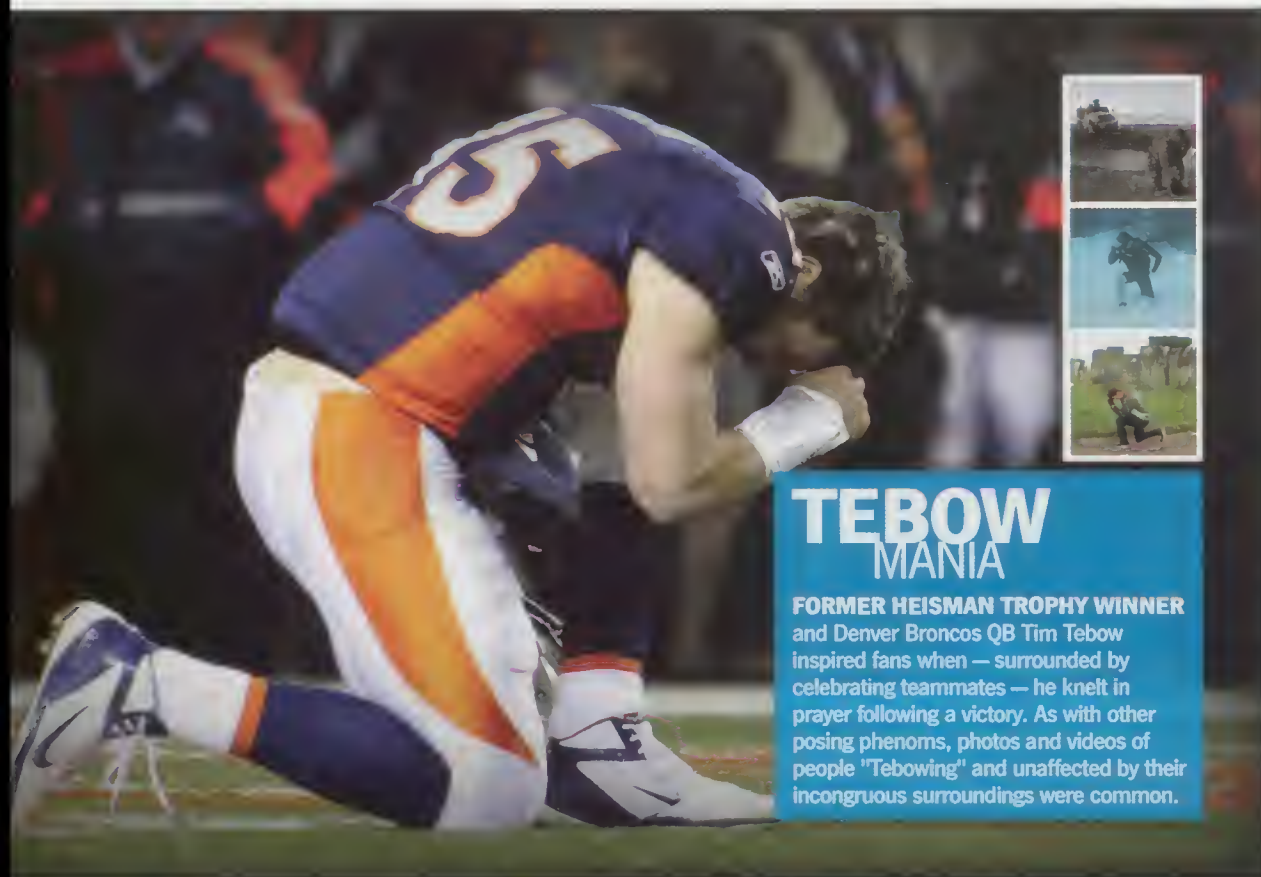 15
TEBOW
MANIA
FORMER HEISMAN TROPHY WINNER
and Denver Broncos QB Tim Tebow
inspired fans when — surrounded by
celebrating teammates — he knelt in
prayer following a victory. As with other
posing phenoms, photos and videos of
people "Tebowing" and unaffected by their
incongruous surroundings were common.